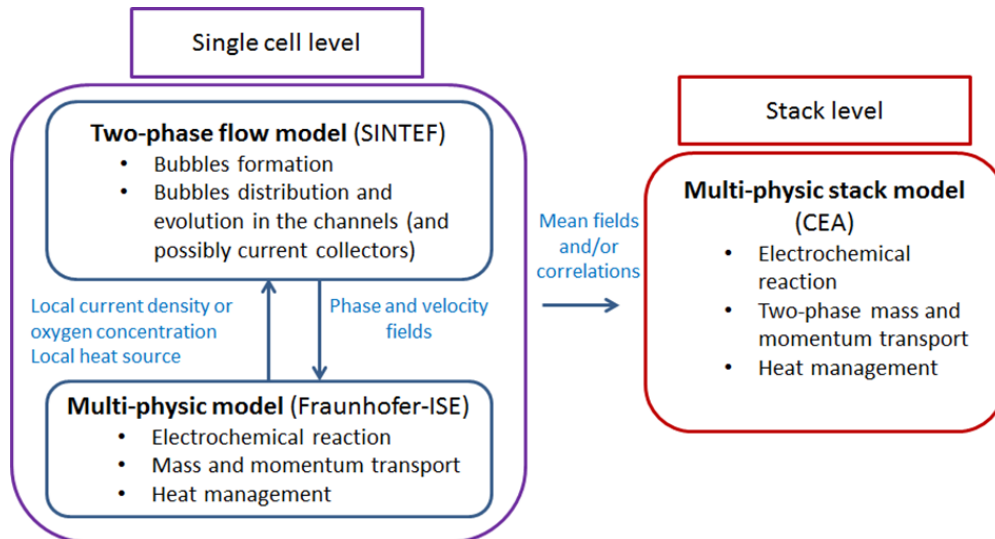 Single cell level
Two-phase flow model (SINTEF)
• Bubbles formation
• Bubbles distribution and
evolution in the channels (and
possibly current collectors)
Local current density or
oxygen concentration
Local heat source
Phase and velocity
fields
Multi-physic model (Fraunhofer-ISE)
• Electrochemical reaction
• Mass and momentum transport
• Heat management
Mean fields
and/or
correlations
Stack level
Multi-physic stack model
(CEA)
• Electrochemical
reaction
• Two-phase mass and
momentum transport
• Heat management